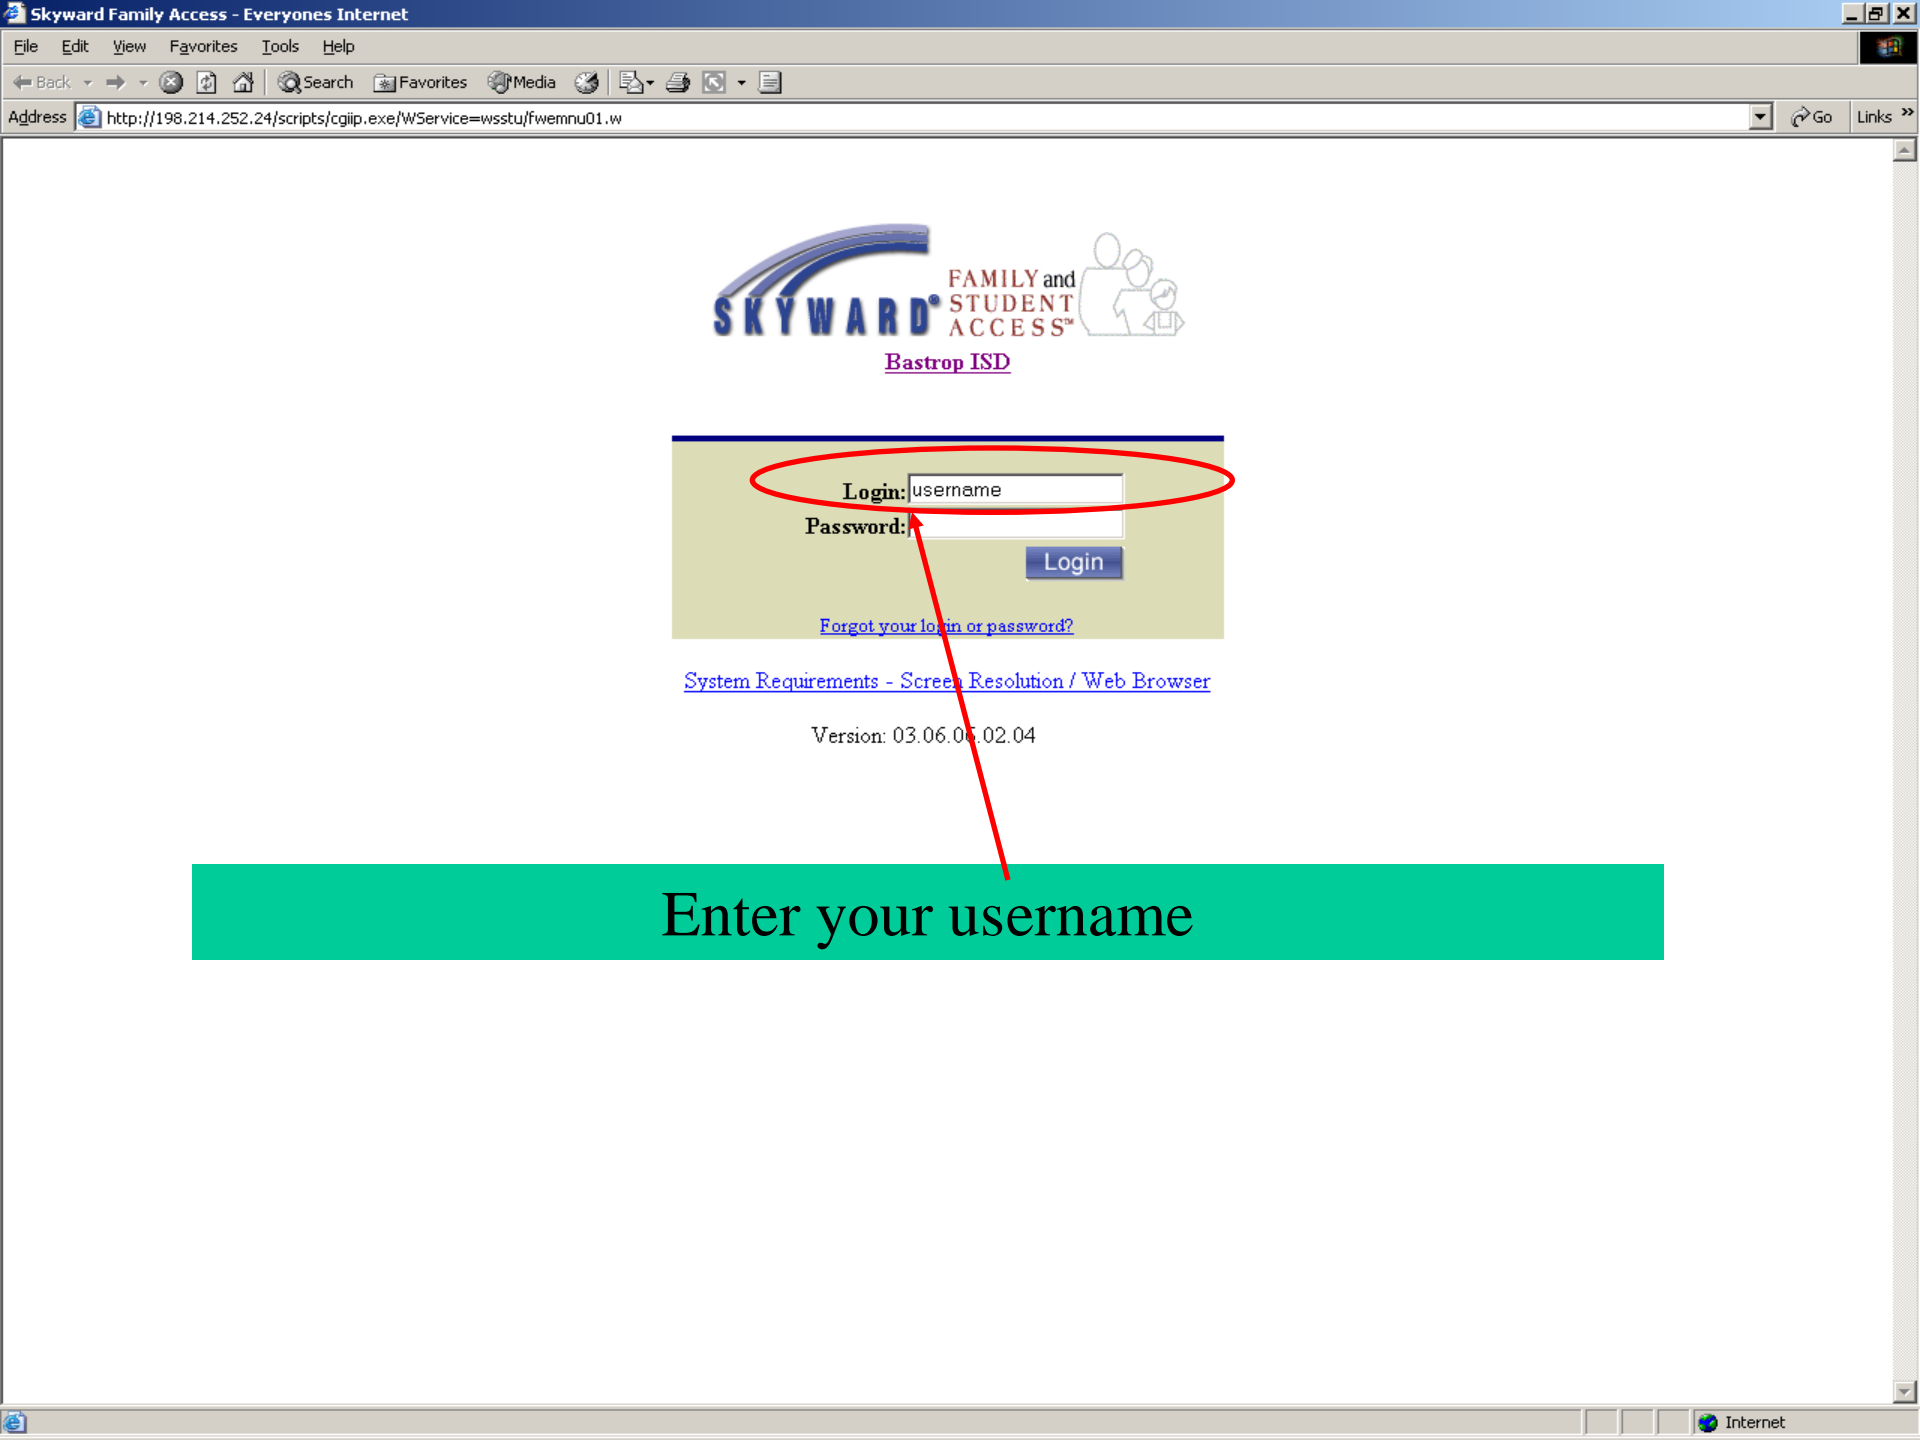 Skyward Family Access - Everyones Internet
File Edit View Favorites Tools Help
Back Search Favorites Media
Address http://198.214.252.24/scripts/cgiip.exe/WService=wsstu/fwemnu01.w Go Links »
SKYWARD® FAMILY and STUDENT ACCESS™
Bastrop ISD
Login: username
Password:
Login
Forgot your login or password?
System Requirements - Screen Resolution / Web Browser
Version: 03.06.06.02.04
Enter your username
Internet